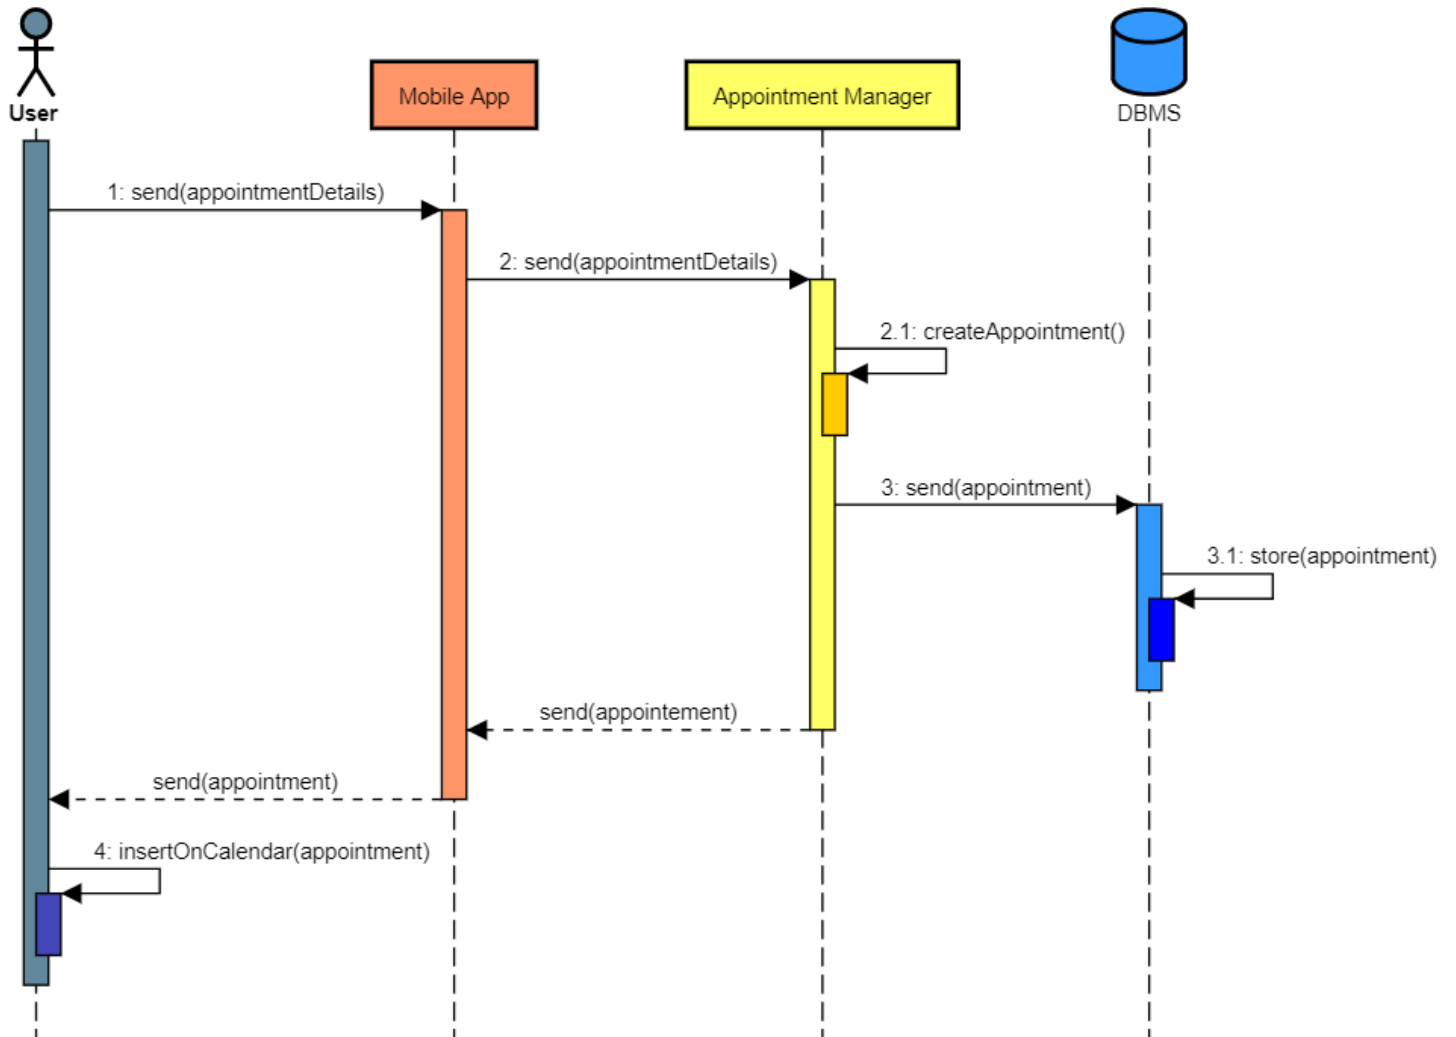 User
Mobile App
Appointment Manager
DBMS
1: send(appointmentDetails)
2: send(appointmentDetails)
2.1: createAppointment()
3: send(appointment)
3.1: store(appointment)
send(appointement)
send(appointment)
4: insertOnCalendar(appointment)